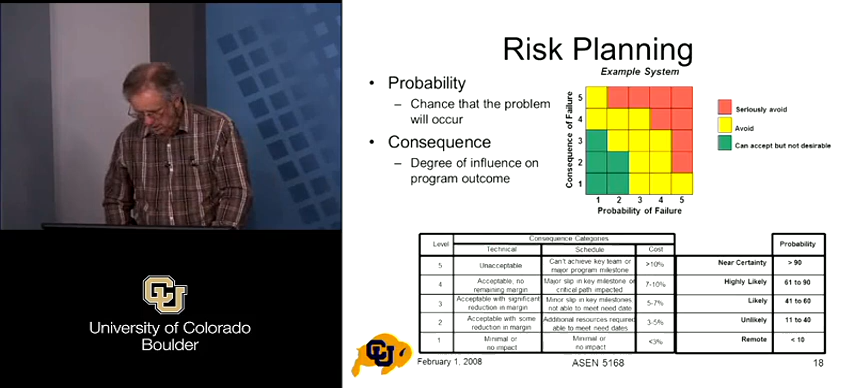 CU
University of Colorado
Boulder
Risk Planning
• Probability
– Chance that the problem
will occur
• Consequence
– Degree of influence on
program outcome
Example System
Consequence of Failure
5
4
3
2
1
1 2 3 4 5
Probability of Failure
Seriously avoid
Avoid
Can accept but not desirable
Level Consequence Categories Probability
Technical Schedule Cost
5 Unacceptable Can't achieve key team or major program milestone >10% Near Certainty > 90
4 Acceptable, no remaining margin Major slip in key milestone or critical path impacted 7-10% Highly Likely 61 to 90
3 Acceptable with significant reduction in margin Minor slip in key milestones not able to meet need date 5-7% Likely 41 to 60
2 Acceptable with some reduction in margin Additional resources required able to meet need dates 3-5% Unlikely 11 to 40
1 Minimal or no impact Minimal or no impact <3% Remote < 10
CU
February 1, 2008 ASEN 5168 18